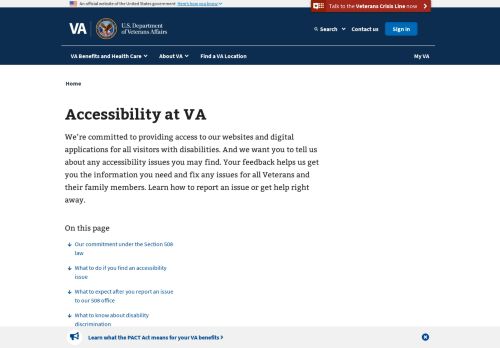 An official website of the United States government Here's how you know
Talk to the Veterans Crisis Line now
VA
U.S. Department
of Veterans Affairs
Search
Contact us
Sign in
VA Benefits and Health Care
About VA
Find a VA Location
My VA
Home
Accessibility at VA
We're committed to providing access to our websites and digital
applications for all visitors with disabilities. And we want you to tell us
about any accessibility issues you may find. Your feedback helps us get
you the information you need and fix any issues for all Veterans and
their family members. Learn how to report an issue or get help right
away.
On this page
Our commitment under the Section 508
law
What to do if you find an accessibility
issue
What to expect after you report an issue
to our 508 office
What to know about disability
discrimination
Learn what the PACT Act means for your VA benefits